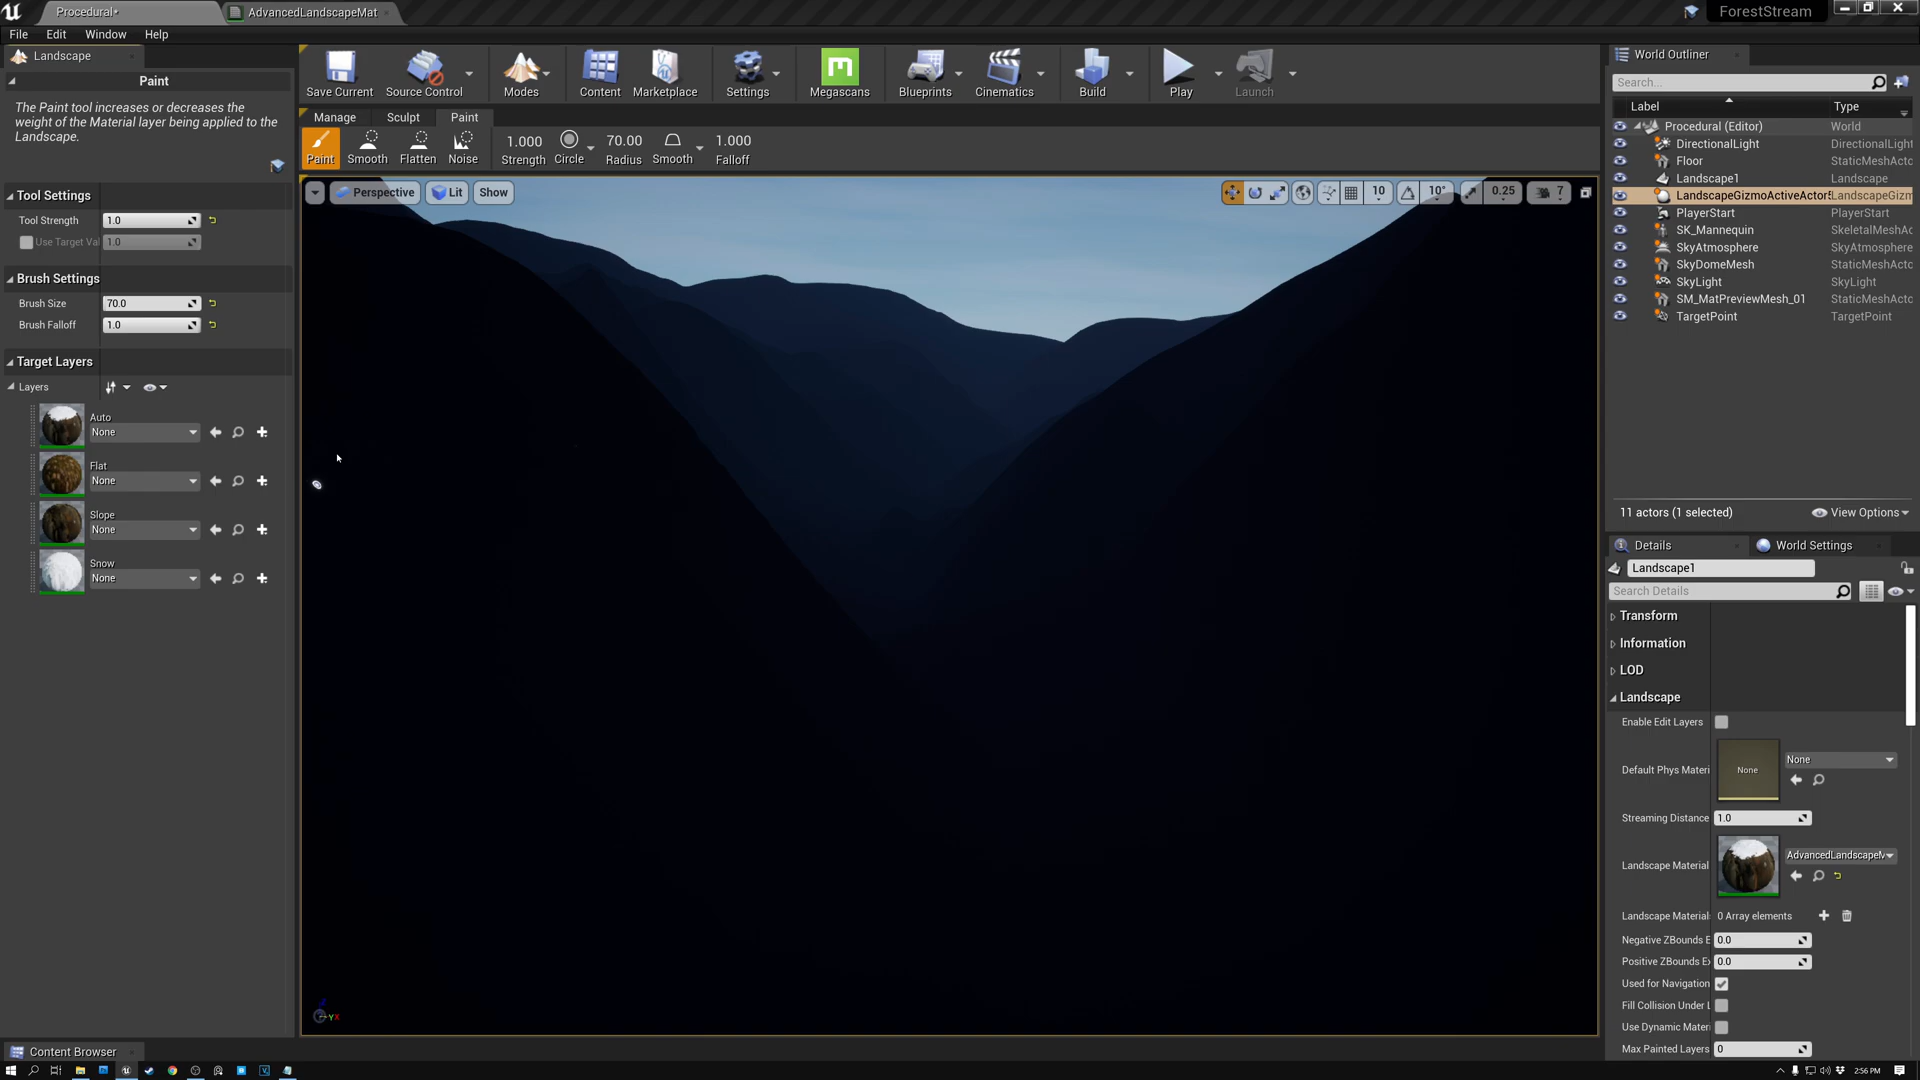 Procedural*
AdvancedLandscapeMat
ForestStream
File
Edit
Window
Help
Landscape
Paint
The Paint tool increases or decreases the
weight of the Material layer being applied to the
Landscape.
Tool Settings
Tool Strength
1.0
Use Target Val
1.0
Brush Settings
Brush Size
70.0
Brush Falloff
1.0
Target Layers
Layers
Auto
None
Flat
None
Slope
None
Snow
None
Save Current
Source Control
Modes
Content
Marketplace
Settings
Megascans
Blueprints
Cinematics
Build
Play
Launch
Manage
Sculpt
Paint
Paint
Smooth
Flatten
Noise
1.000
Strength
Circle
70.00
Radius
Smooth
1.000
Falloff
Perspective
Lit
Show
10
10°
0.25
7
World Outliner
Search...
Label
Type
Procedural (Editor)
World
DirectionalLight
DirectionalLight
Floor
StaticMeshActor
Landscape1
Landscape
LandscapeGizmoActiveActor
LandscapeGizm
PlayerStart
PlayerStart
SK_Mannequin
SkeletalMeshAc
SkyAtmosphere
SkyAtmosphere
SkyDomeMesh
StaticMeshActo
SkyLight
SkyLight
SM_MatPreviewMesh_01
StaticMeshActo
TargetPoint
TargetPoint
11 actors (1 selected)
View Options
Details
World Settings
Landscape1
Search Details
Transform
Information
LOD
Landscape
Enable Edit Layers
Default Phys Materi
None
None
Streaming Distance
1.0
Landscape Material
AdvancedLandscapeM
Landscape Materials
0 Array elements
Negative ZBounds E
0.0
Positive ZBounds Ex
0.0
Used for Navigation
Fill Collision Under L
Use Dynamic Mater
Max Painted Layers
0
Content Browser
2:56 PM